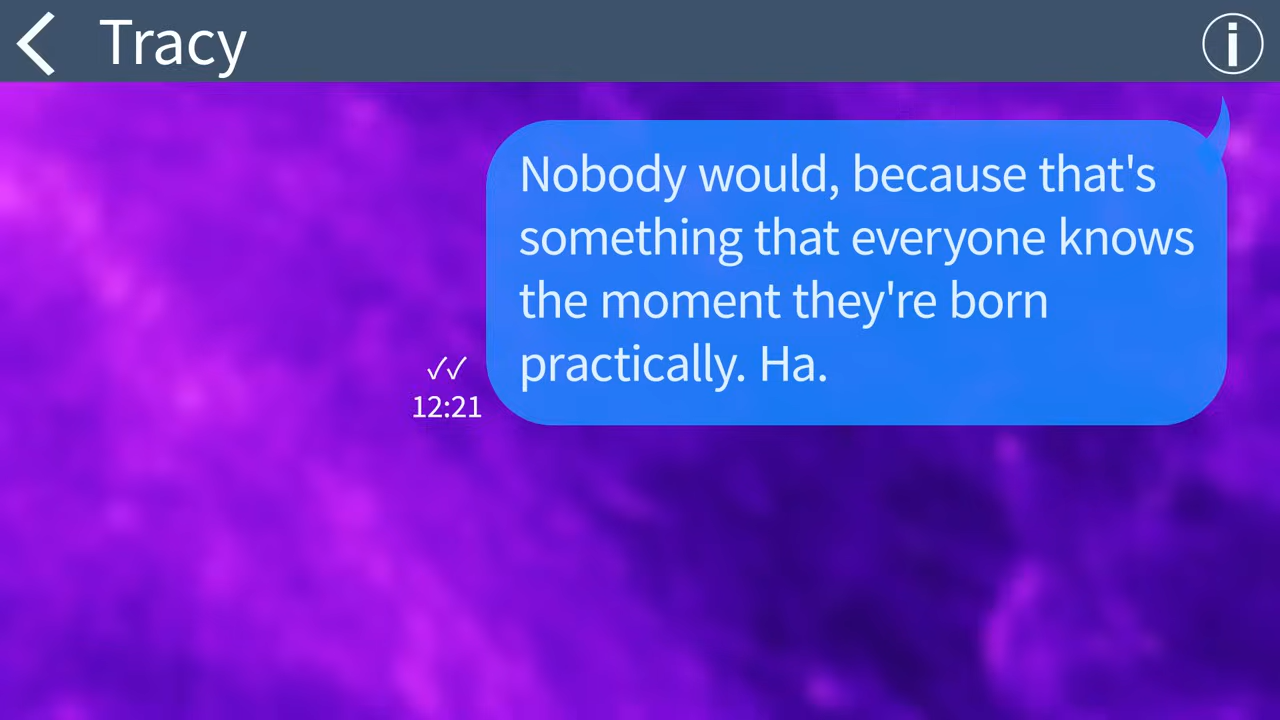 Tracy
Nobody would, because that's
something that everyone knows
the moment they're born
practically. Ha.
12:21